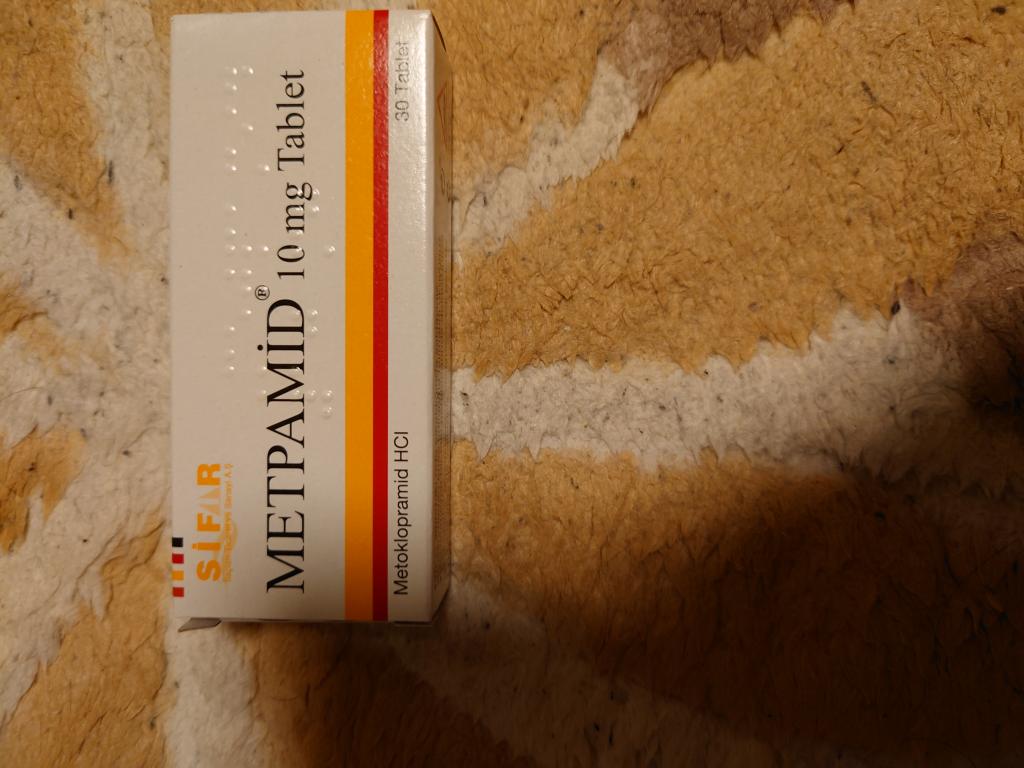 SİFAR
METPAMİD® 10 mg Tablet
Metoklopramid HCl
30 Tablet